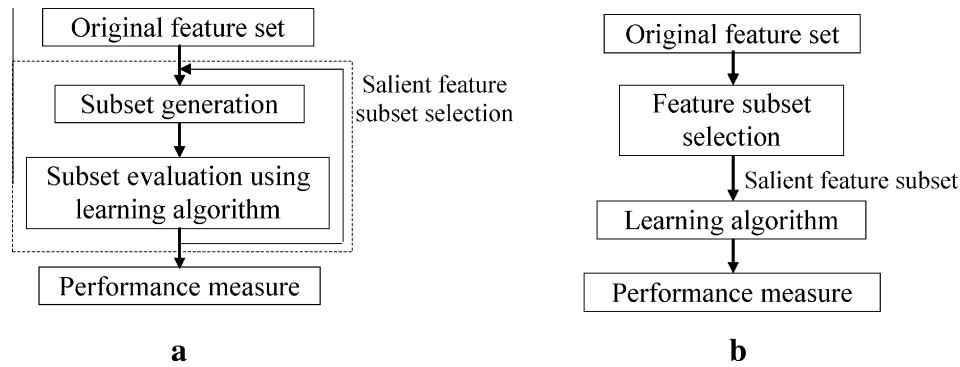 Original feature set
Subset generation
Subset evaluation using
learning algorithm
Performance measure
Salient feature
subset selection
a
Original feature set
Feature subset
selection
Salient feature subset
Learning algorithm
Performance measure
b